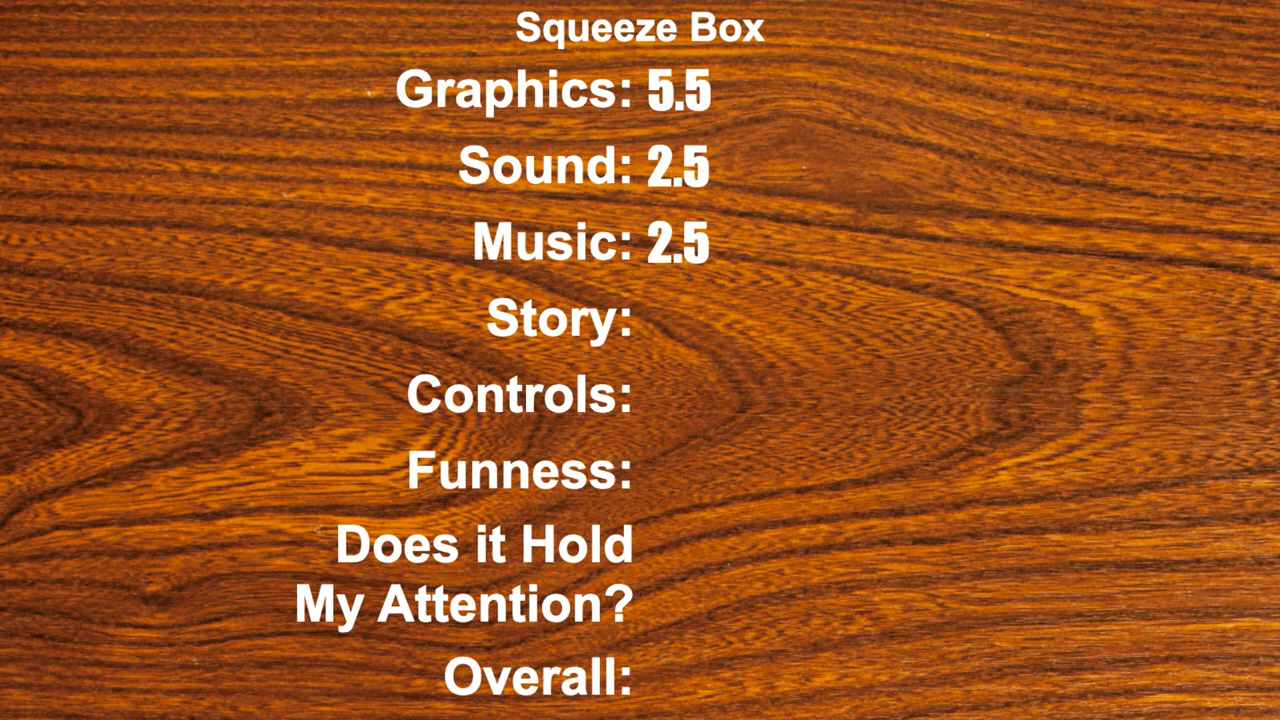 Squeeze Box
Graphics: 5.5
Sound: 2.5
Music: 2.5
Story:
Controls:
Funness:
Does it Hold
My Attention?
Overall: